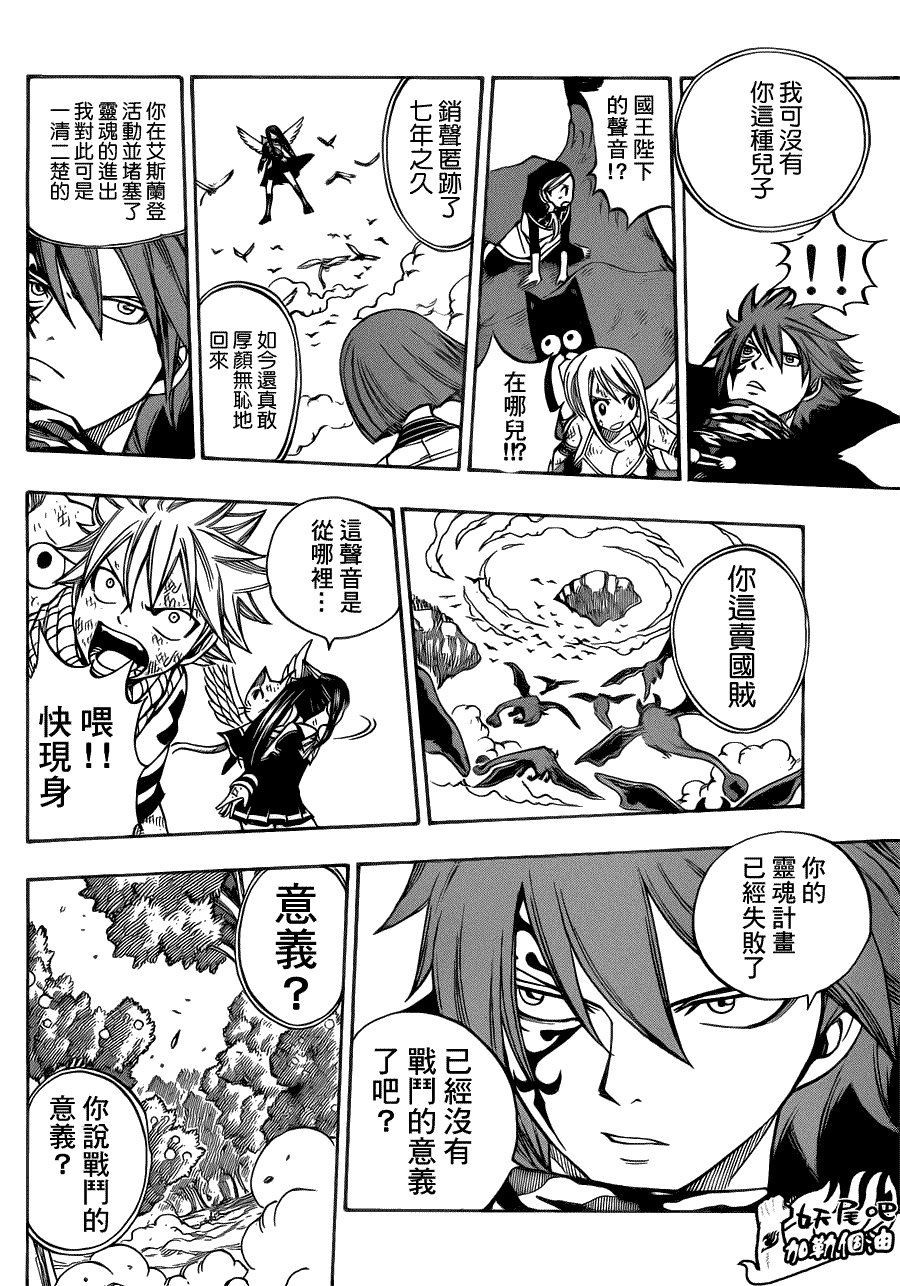 我可沒有
你這種兒子
!!
國王陛下
的聲音!?
在哪兒!!?
銷聲匿跡了
七年之久
如今還真敢
厚顏無恥地
回來
你在艾斯蘭登
活動並堵塞了
靈魂的進出
我對此可是
一清二楚的
你這賣國賊
這聲音是
從哪裡…
喂!!
快現身
你的
靈魂計畫
已經失敗了
已經沒有
戰鬥的意義
了吧？
意義？
你說戰鬥的
意義？
妖尾吧
加勒個油